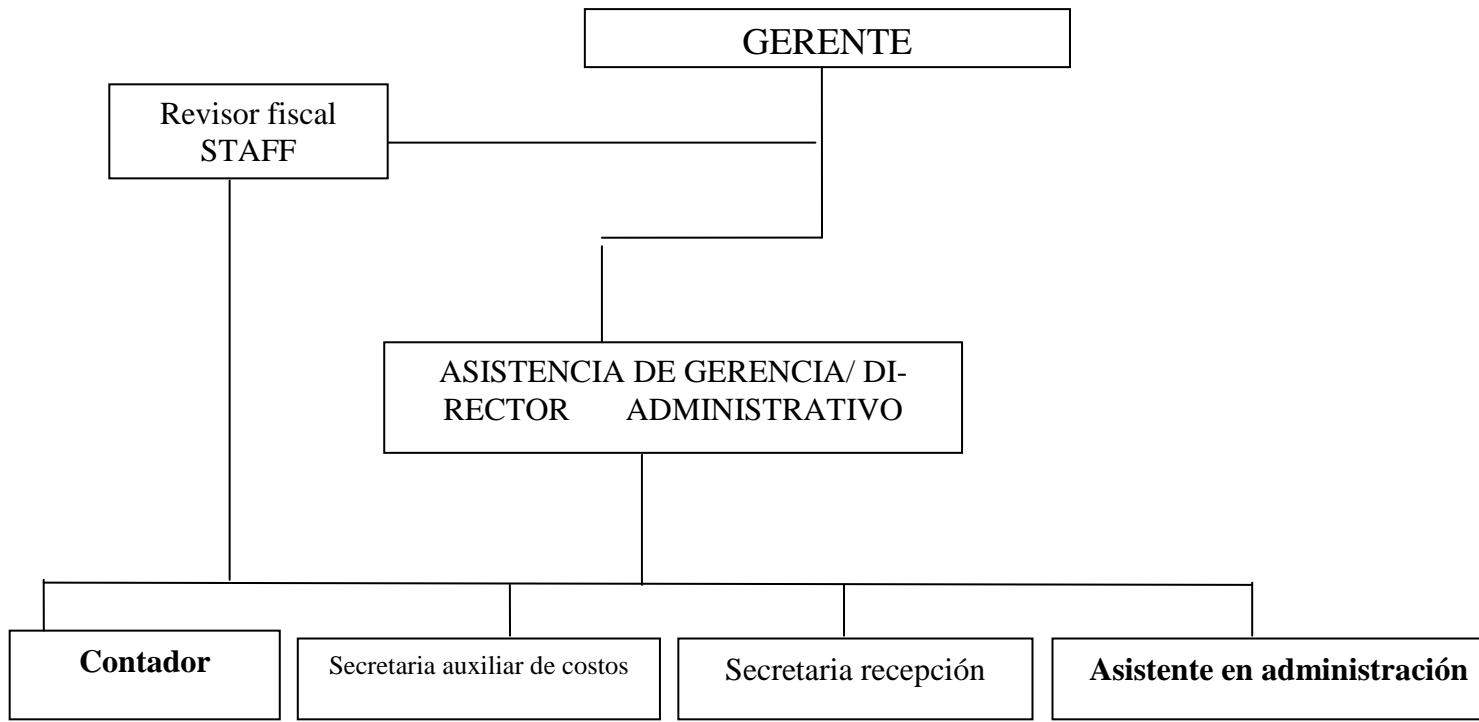 GERENTE
Revisor fiscal
STAFF
ASISTENCIA DE GERENCIA/ DI-
RECTOR ADMINISTRATIVO
Contador
Secretaria auxiliar de costos
Secretaria recepción
Asistente en administración